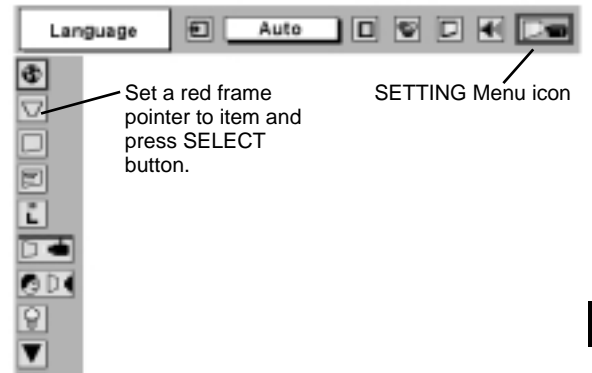 Language
Auto
Set a red frame
pointer to item and
press SELECT
button.
SETTING Menu icon